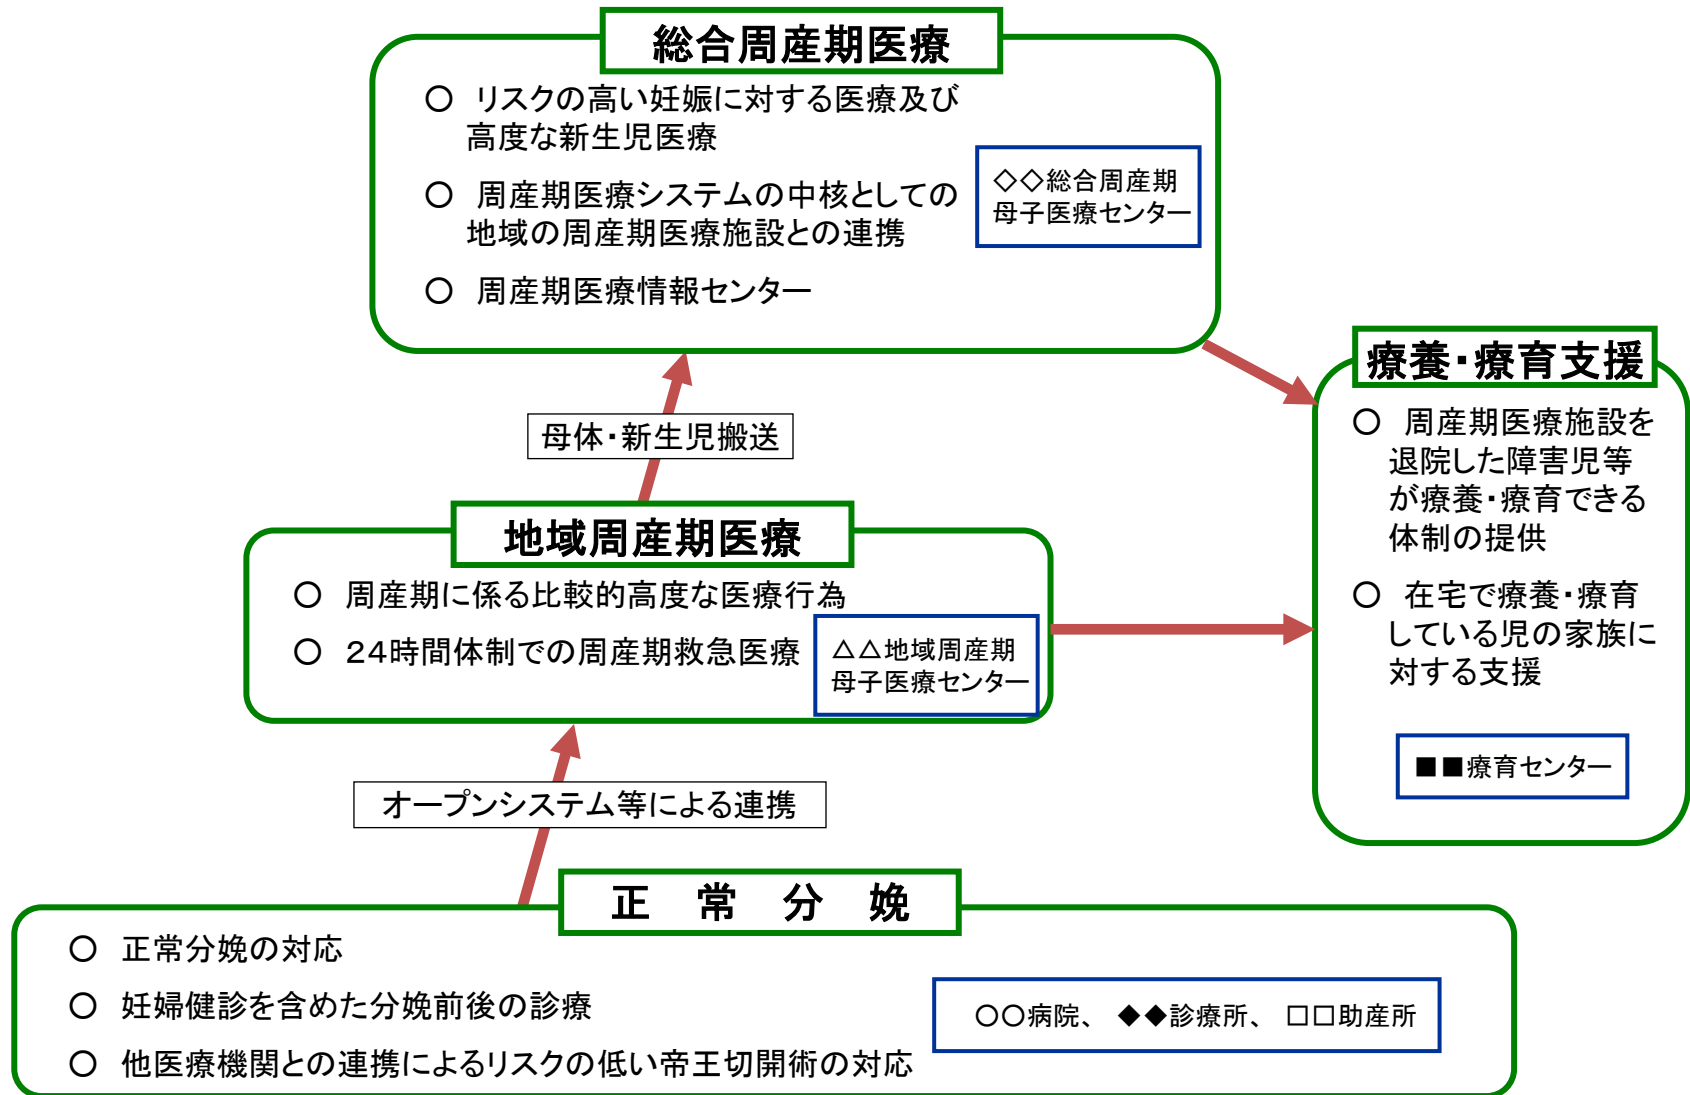 総合周産期医療
○ リスクの高い妊娠に対する医療及び
高度な新生児医療
○ 周産期医療システムの中核としての
地域の周産期医療施設との連携
○ 周産期医療情報センター
◇◇総合周産期
母子医療センター
母体・新生児搬送
療養・療育支援
○ 周産期医療施設を
退院した障害児等
が療養・療育できる
体制の提供
○ 在宅で療養・療育
している児の家族に
対する支援
■■療育センター
地域周産期医療
○ 周産期に係る比較的高度な医療行為
○ 24時間体制での周産期救急医療
△△地域周産期
母子医療センター
オープンシステム等による連携
正 常 分 娩
○ 正常分娩の対応
○ 妊婦健診を含めた分娩前後の診療
○ 他医療機関との連携によるリスクの低い帝王切開術の対応
○○病院、 ◆◆診療所、 □□助産所